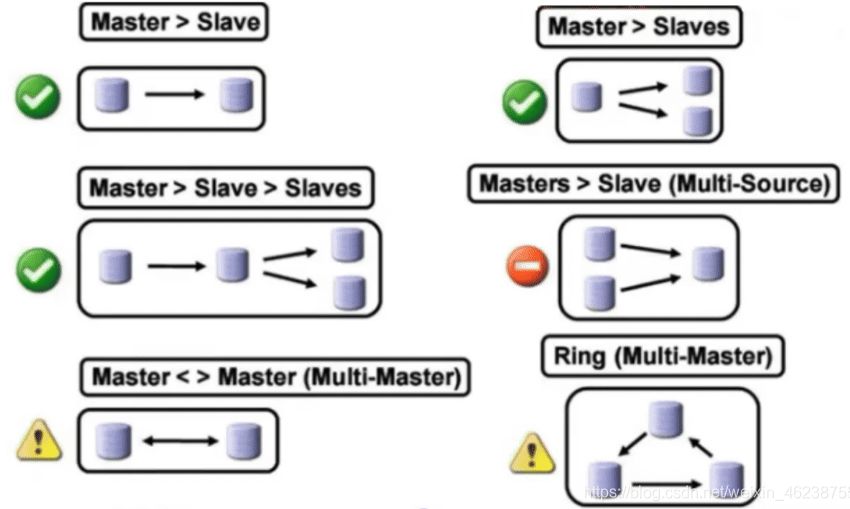 Master > Slave
Master > Slaves
Master > Slave > Slaves
Masters > Slave (Multi-Source)
Master < > Master (Multi-Master)
Ring (Multi-Master)
https://blog.csdn.net/weixin_46238755